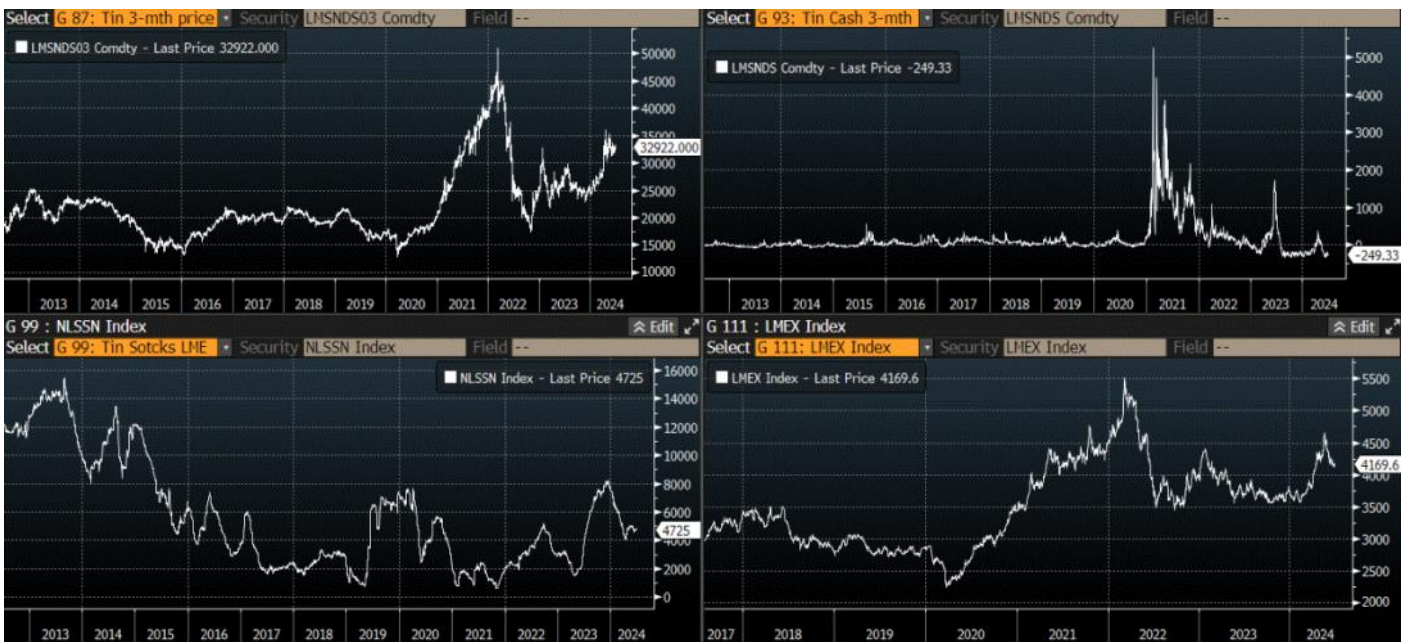 Select G 87: Tin 3-mth price Security LMSNDS03 Comdty Field --
LMSNDS03 Comdty - Last Price 32922.000
50000
45000
40000
35000
32922.000
30000
25000
20000
15000
10000
2013 2014 2015 2016 2017 2018 2019 2020 2021 2022 2023 2024
Select G 93: Tin Cash 3-mth Security LMSNDS Comdty Field --
LMSNDS Comdty - Last Price -249.33
5000
4000
3000
2000
1000
0
-249.33
2013 2014 2015 2016 2017 2018 2019 2020 2021 2022 2023 2024
G 99 : NLSSN Index Edit
Select G 99: Tin Sotcks LME Security NLSSN Index Field --
NLSSN Index - Last Price 4725
16000
14000
12000
10000
8000
6000
4725
4000
2000
0
2013 2014 2015 2016 2017 2018 2019 2020 2021 2022 2023 2024
G 111 : LMEX Index Edit
Select G 111: LMEX Index Security LMEX Index Field --
LMEX Index - Last Price 4169.6
5500
5000
4500
4169.6
4000
3500
3000
2500
2000
2017 2018 2019 2020 2021 2022 2023 2024